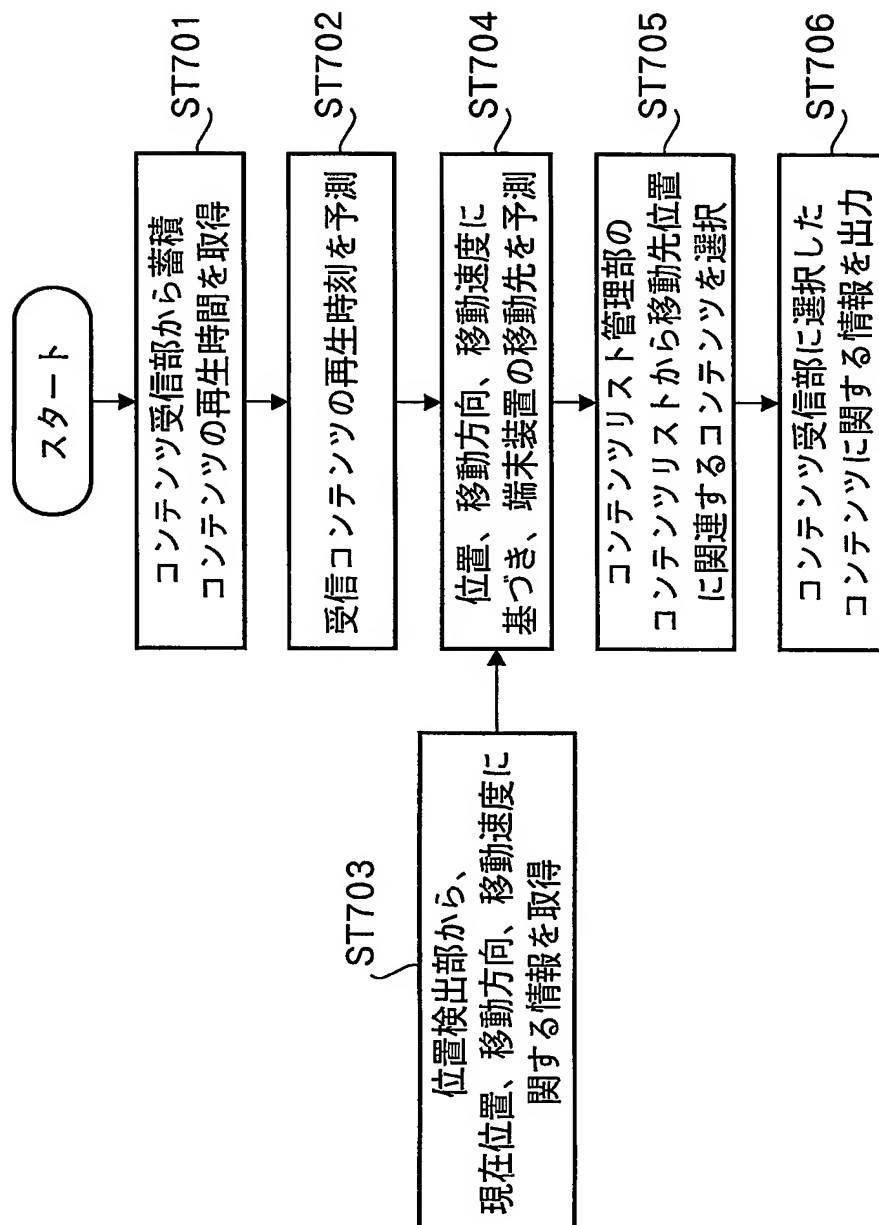 スタート
ST701
コンテンツ受信部から蓄積
コンテンツの再生時間を取得
ST702
受信コンテンツの再生時刻を予測
ST703
位置検出部から、
現在位置、移動方向、移動速度に
関する情報を取得
ST704
位置、移動方向、移動速度に
基づき、端末装置の移動先を予測
ST705
コンテンツリスト管理部の
コンテンツリストから移動先位置
に関連するコンテンツを選択
ST706
コンテンツ受信部に選択した
コンテンツに関する情報を出力